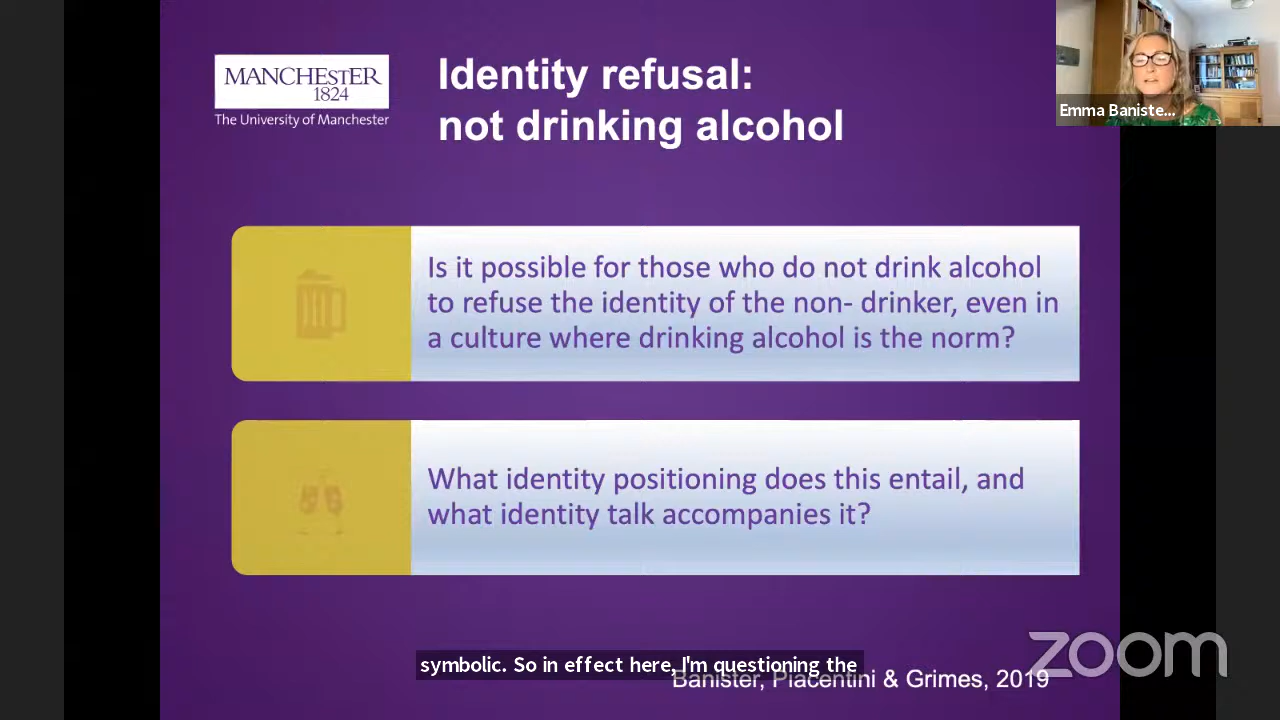 MANCHESTER
1824
The University of Manchester
Identity refusal:
not drinking alcohol
Emma Baniste...
Is it possible for those who do not drink alcohol
to refuse the identity of the non- drinker, even in
a culture where drinking alcohol is the norm?
What identity positioning does this entail, and
what identity talk accompanies it?
symbolic. So in effect here, I'm questioning the
Banister, Piacentini & Grimes, 2019
zoom